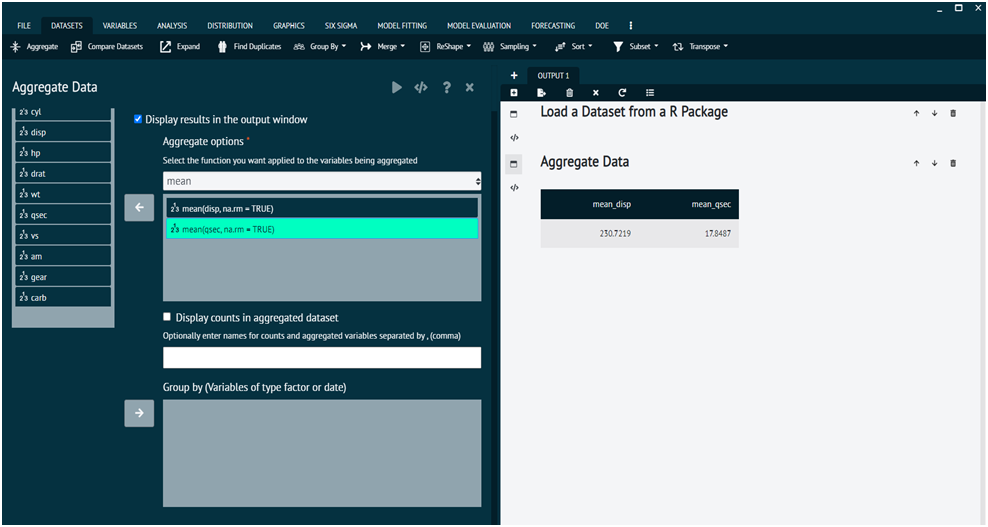 FILE DATASETS VARIABLES ANALYSIS DISTRIBUTION GRAPHICS SIX SIGMA MODEL FITTING MODEL EVALUATION FORECASTING DOE
Aggregate Compare Datasets Expand Find Duplicates Group By Merge ReShape Sampling Sort Subset Transpose
Aggregate Data
cyl
disp
hp
drat
wt
qsec
vs
am
gear
carb
Display results in the output window
Aggregate options *
Select the function you want applied to the variables being aggregated
mean
mean(disp, na.rm = TRUE)
mean(qsec, na.rm = TRUE)
Display counts in aggregated dataset
Optionally enter names for counts and aggregated variables separated by , (comma)
Group by (Variables of type factor or date)
OUTPUT 1
Load a Dataset from a R Package
Aggregate Data
mean_disp mean_qsec
230.7219 17.8487